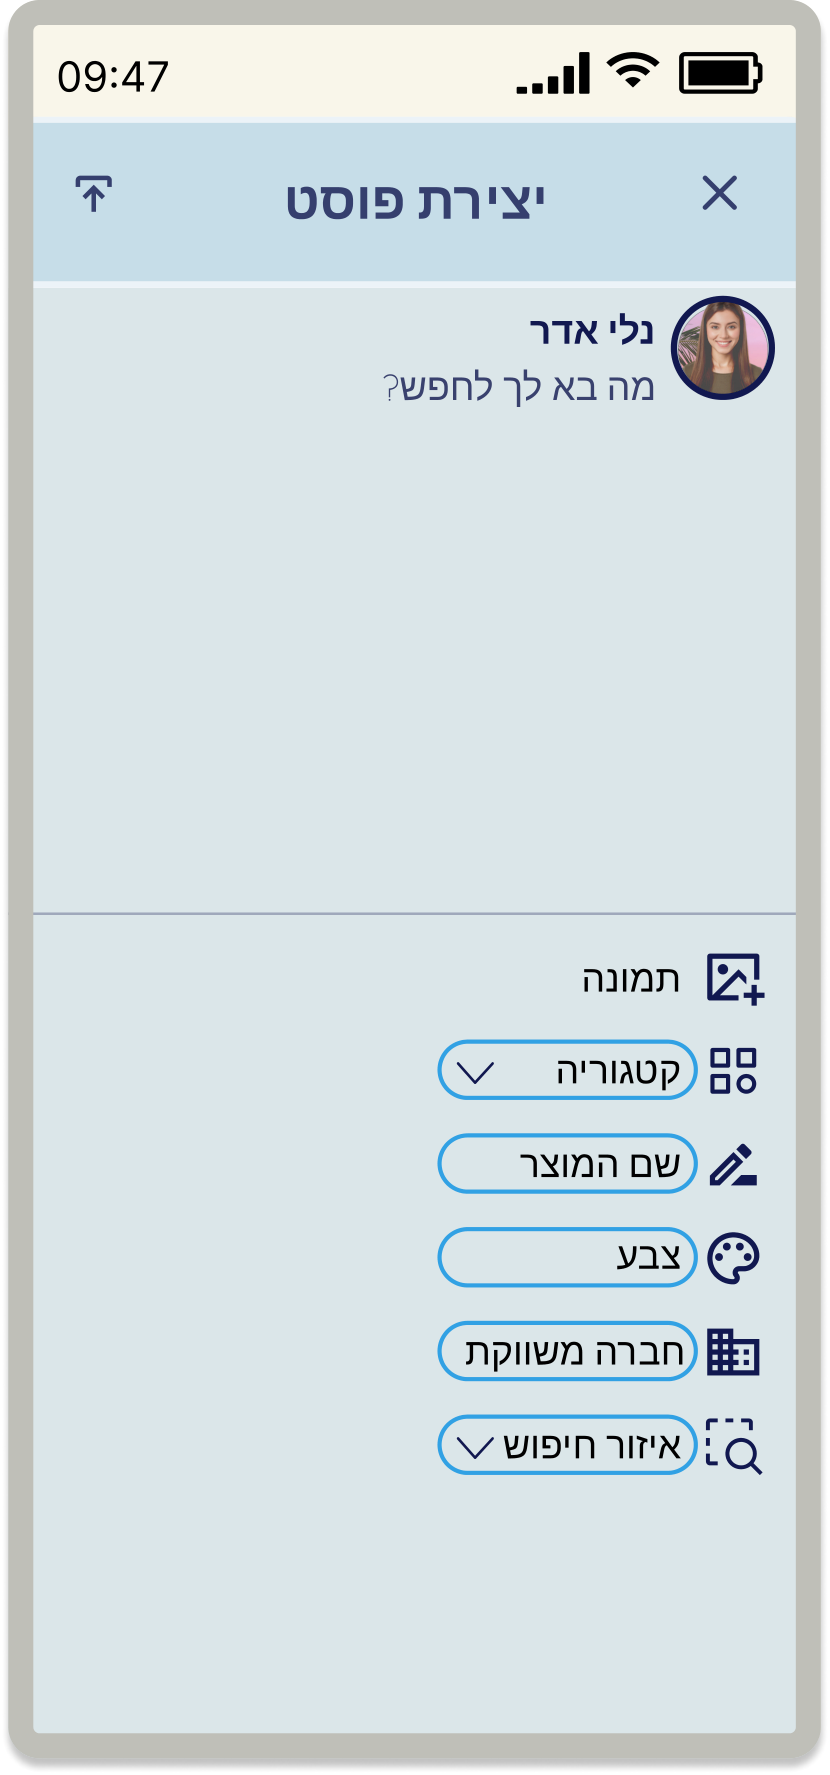 09:47
יצירת פוסט
נלי אדר
מה בא לך לחפש?
תמונה
קטגוריה
שם המוצר
צבע
חברה משווקת
איזור חיפוש